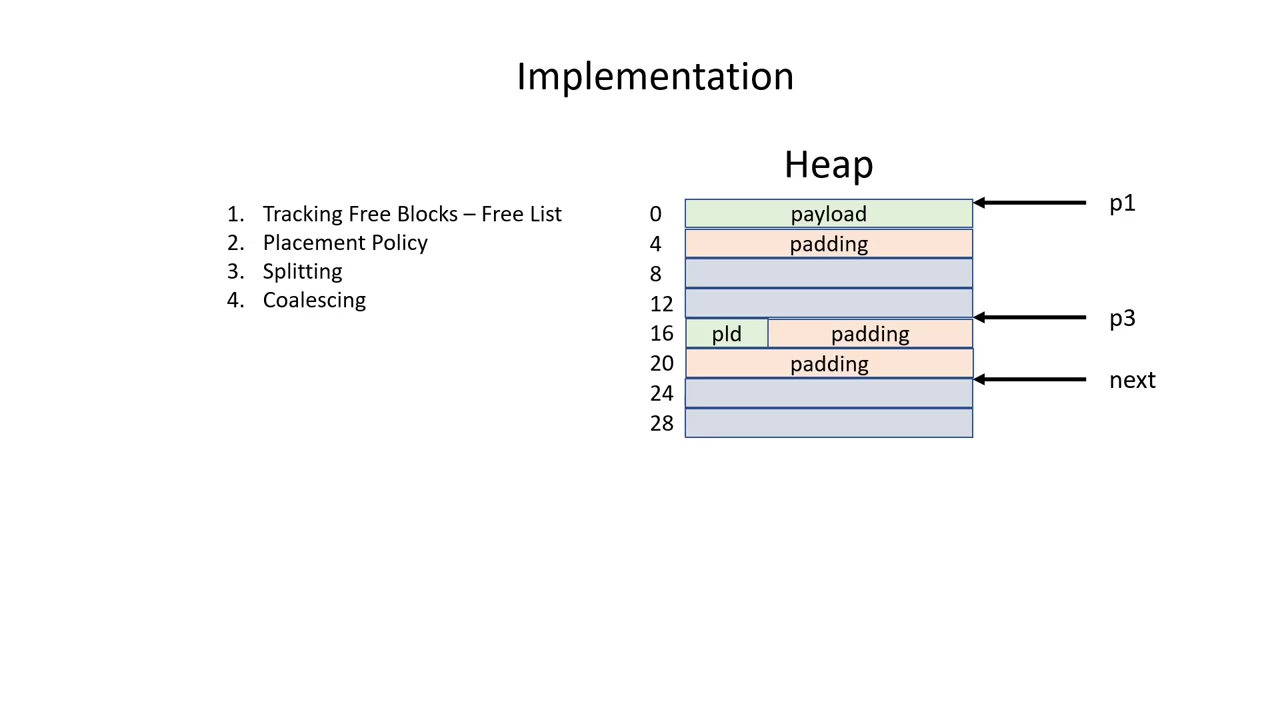 Implementation
1. Tracking Free Blocks – Free List
2. Placement Policy
3. Splitting
4. Coalescing
Heap
0 payload p1
4 padding
8
12
p3
16 pld padding
20 padding
next
24
28